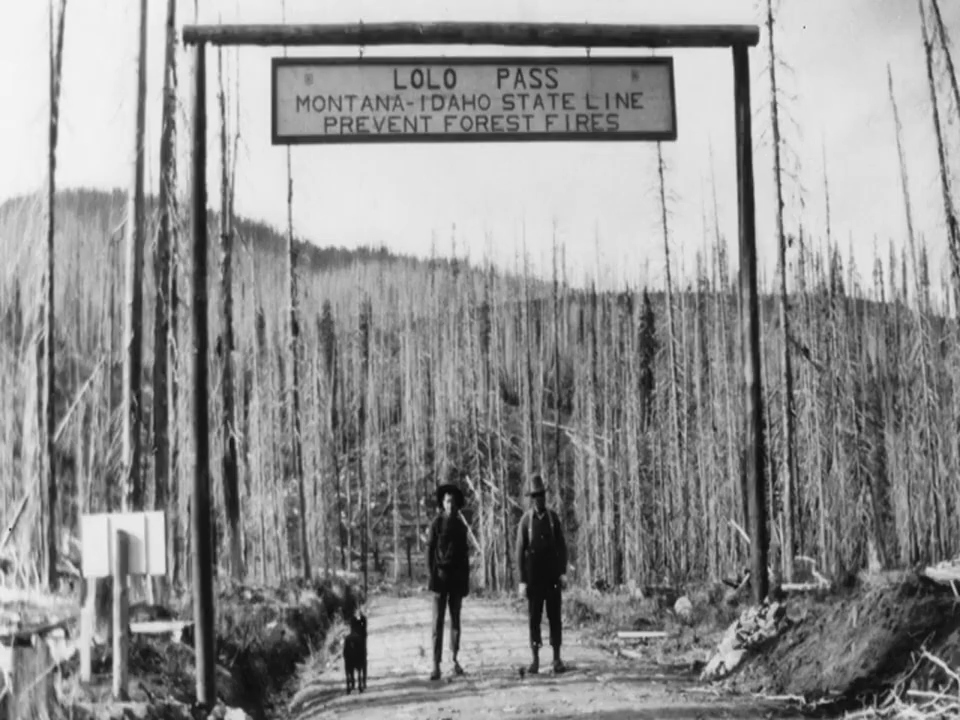 LOLO PASS
MONTANA-IDAHO STATE LINE
PREVENT FOREST FIRES